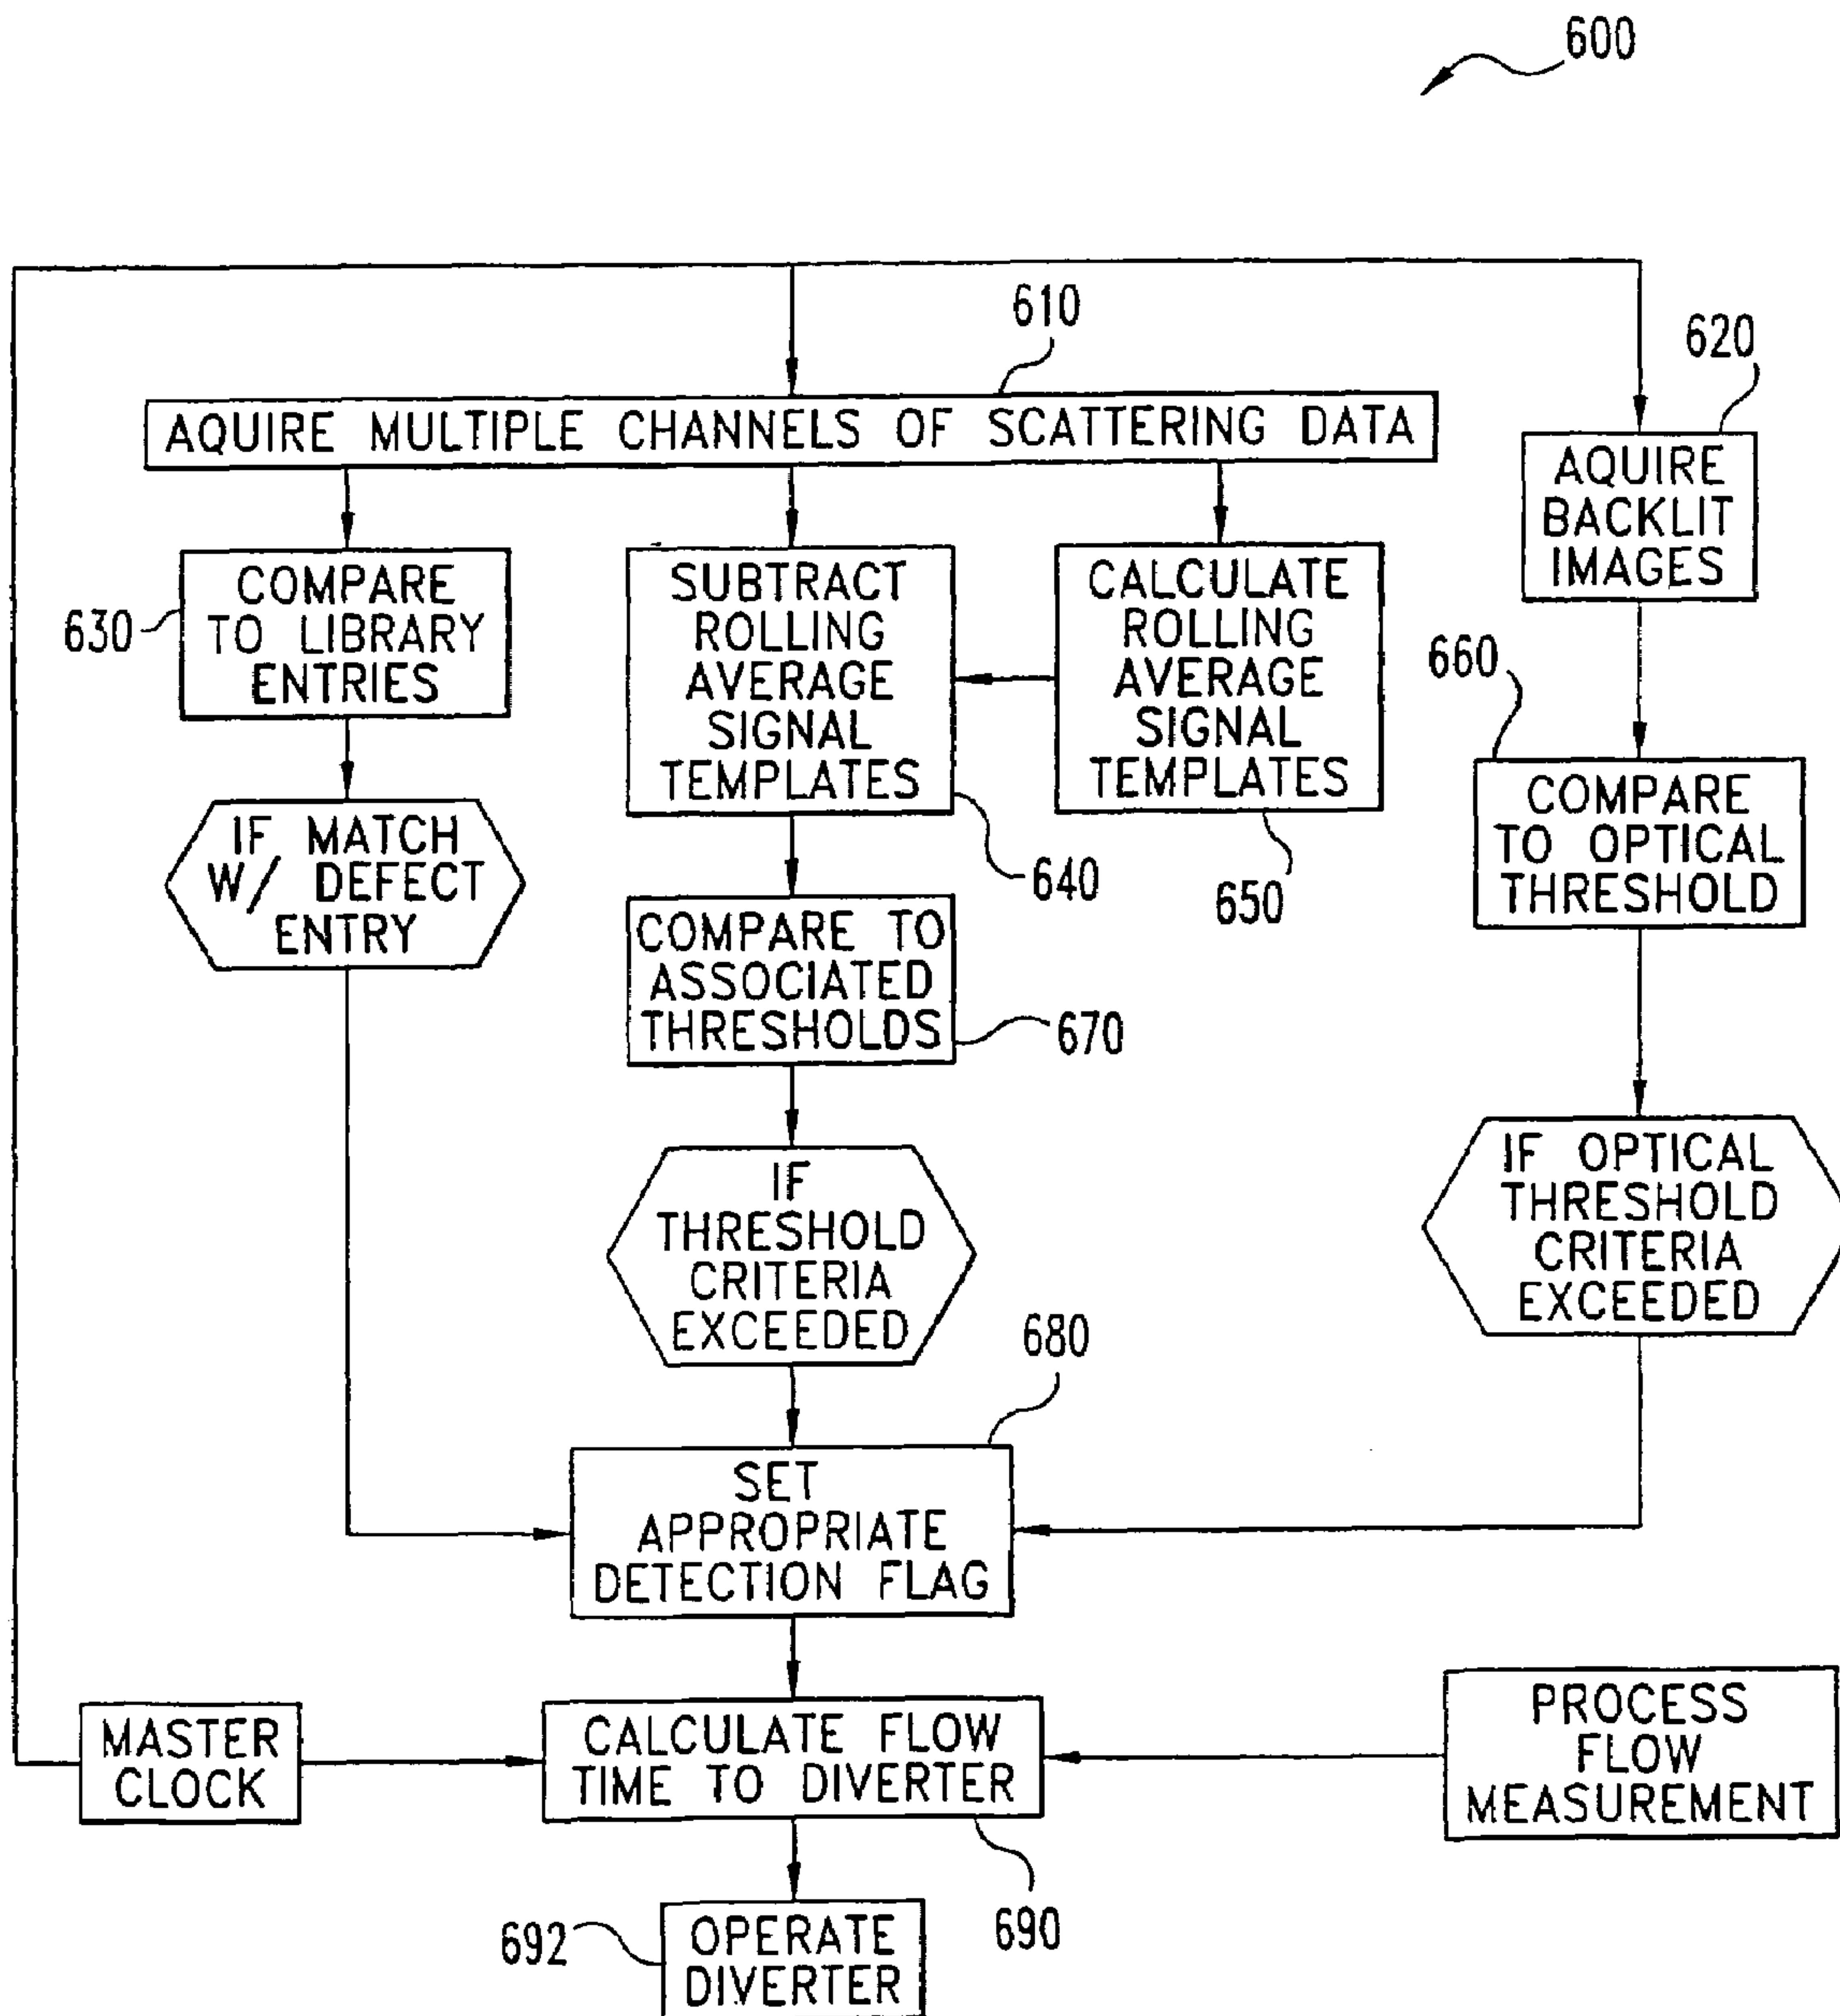 600
610
620
AQUIRE MULTIPLE CHANNELS OF SCATTERING DATA
AQUIRE
BACKLIT
IMAGES
630
COMPARE
TO LIBRARY
ENTRIES
SUBTRACT
ROLLING
AVERAGE
SIGNAL
TEMPLATES
640
CALCULATE
ROLLING
AVERAGE
SIGNAL
TEMPLATES
650
660
COMPARE
TO OPTICAL
THRESHOLD
IF MATCH
W/ DEFECT
ENTRY
COMPARE TO
ASSOCIATED
THRESHOLDS
670
IF
THRESHOLD
CRITERIA
EXCEEDED
IF OPTICAL
THRESHOLD
CRITERIA
EXCEEDED
680
SET
APPROPRIATE
DETECTION FLAG
MASTER
CLOCK
CALCULATE FLOW
TIME TO DIVERTER
690
PROCESS
FLOW
MEASUREMENT
692
OPERATE
DIVERTER